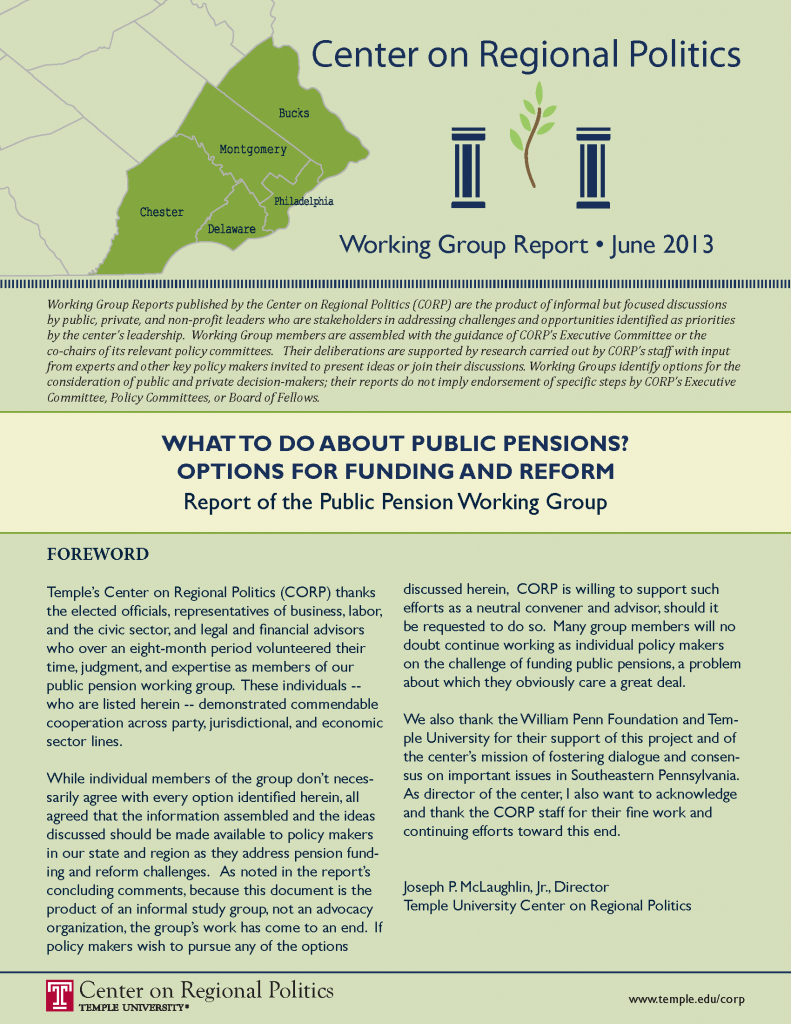 Center on Regional Politics
Bucks
Montgomery
Philadelphia
Chester
Delaware
Working Group Report • June 2013
Working Group Reports published by the Center on Regional Politics (CORP) are the product of informal but focused discussions
by public, private, and non-profit leaders who are stakeholders in addressing challenges and opportunities identified as priorities
by the center's leadership.  Working Group members are assembled with the guidance of CORP's Executive Committee or the
co-chairs of its relevant policy committees.   Their deliberations are supported by research carried out by CORP's staff with input
from experts and other key policy makers invited to present ideas or join their discussions. Working Groups identify options for the
consideration of public and private decision-makers; their reports do not imply endorsement of specific steps by CORP's Executive
Committee, Policy Committees, or Board of Fellows.
WHAT TO DO ABOUT PUBLIC PENSIONS?
OPTIONS FOR FUNDING AND REFORM
Report of the Public Pension Working Group
FOREWORD
Temple's Center on Regional Politics (CORP) thanks
the elected officials, representatives of business, labor,
and the civic sector, and legal and financial advisors
who over an eight-month period volunteered their
time, judgment, and expertise as members of our
public pension working group.  These individuals --
who are listed herein -- demonstrated commendable
cooperation across party, jurisdictional, and economic
sector lines.
While individual members of the group don't neces-
sarily agree with every option identified herein, all
agreed that the information assembled and the ideas
discussed should be made available to policy makers
in our state and region as they address pension fund-
ing and reform challenges.   As noted in the report's
concluding comments, because this document is the
product of an informal study group, not an advocacy
organization, the group's work has come to an end.  If
policy makers wish to pursue any of the options
discussed herein,  CORP is willing to support such
efforts as a neutral convener and advisor, should it
be requested to do so.  Many group members will no
doubt continue working as individual policy makers
on the challenge of funding public pensions, a problem
about which they obviously care a great deal.
We also thank the William Penn Foundation and Tem-
ple University for their support of this project and of
the center's mission of fostering dialogue and consen-
sus on important issues in Southeastern Pennsylvania.
As director of the center, I also want to acknowledge
and thank the CORP staff for their fine work and
continuing efforts toward this end.
Joseph P. McLaughlin, Jr., Director
Temple University Center on Regional Politics
Center on Regional Politics
TEMPLE UNIVERSITY®
www.temple.edu/corp